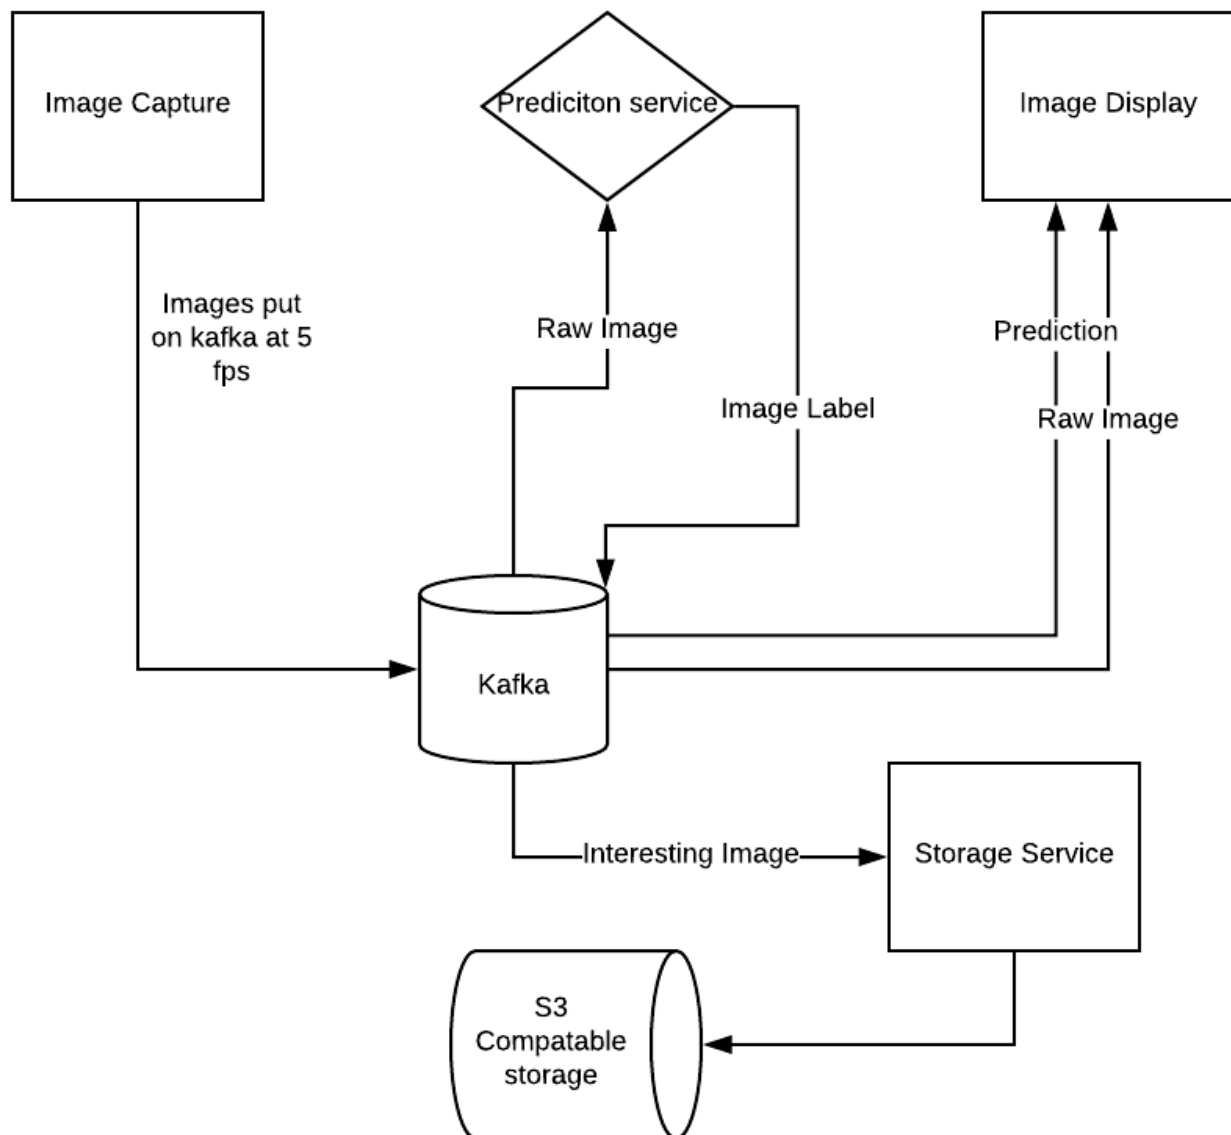 Image Capture
Prediciton service
Image Display
Images put
on kafka at 5
fps
Raw Image
Prediction
Image Label
Raw Image
Kafka
Interesting Image
Storage Service
S3
Compatable
storage